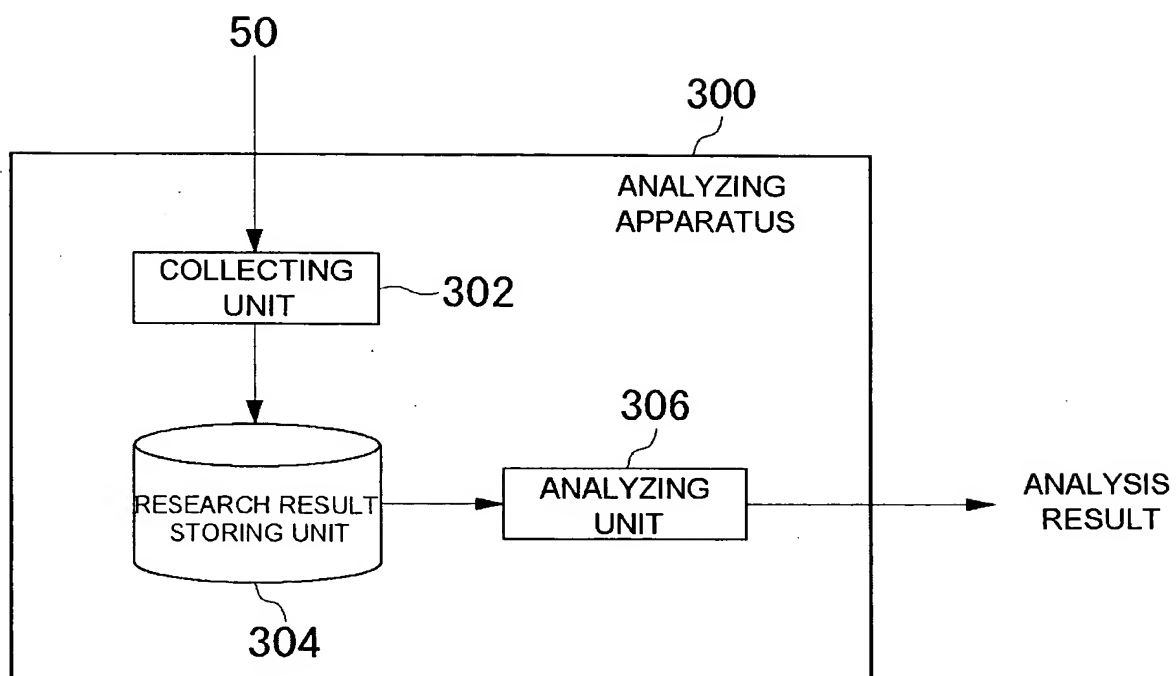 50
300
ANALYZING
APPARATUS
COLLECTING
UNIT
302
306
RESEARCH RESULT
STORING UNIT
ANALYZING
UNIT
ANALYSIS
RESULT
304